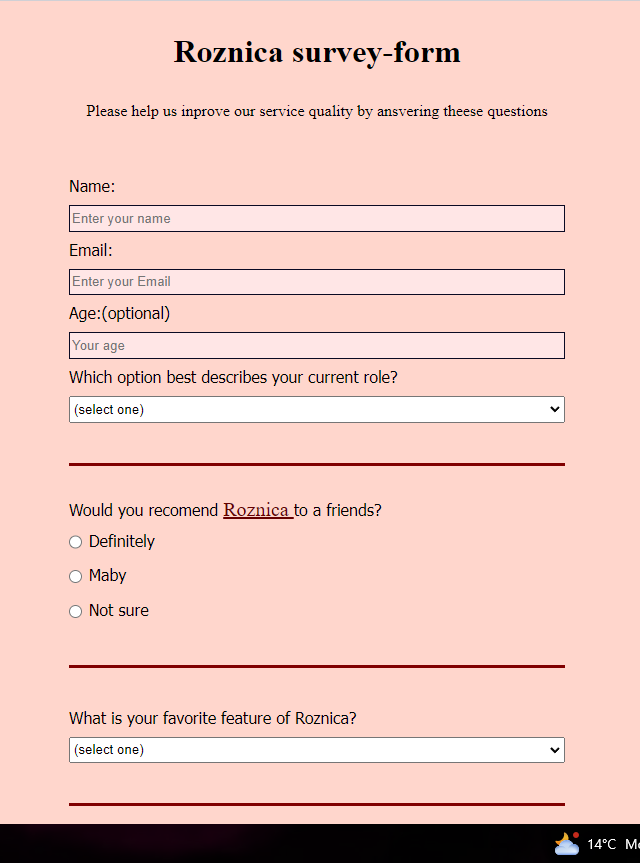 Roznica survey-form
Please help us inprove our service quality by ansvering theese questions
Name:
Enter your name
Email:
Enter your Email
Age:(optional)
Your age
Which option best describes your current role?
(select one)
Would you recomend Roznica to a friends?
Definitely
Maby
Not sure
What is your favorite feature of Roznica?
(select one)
14°C